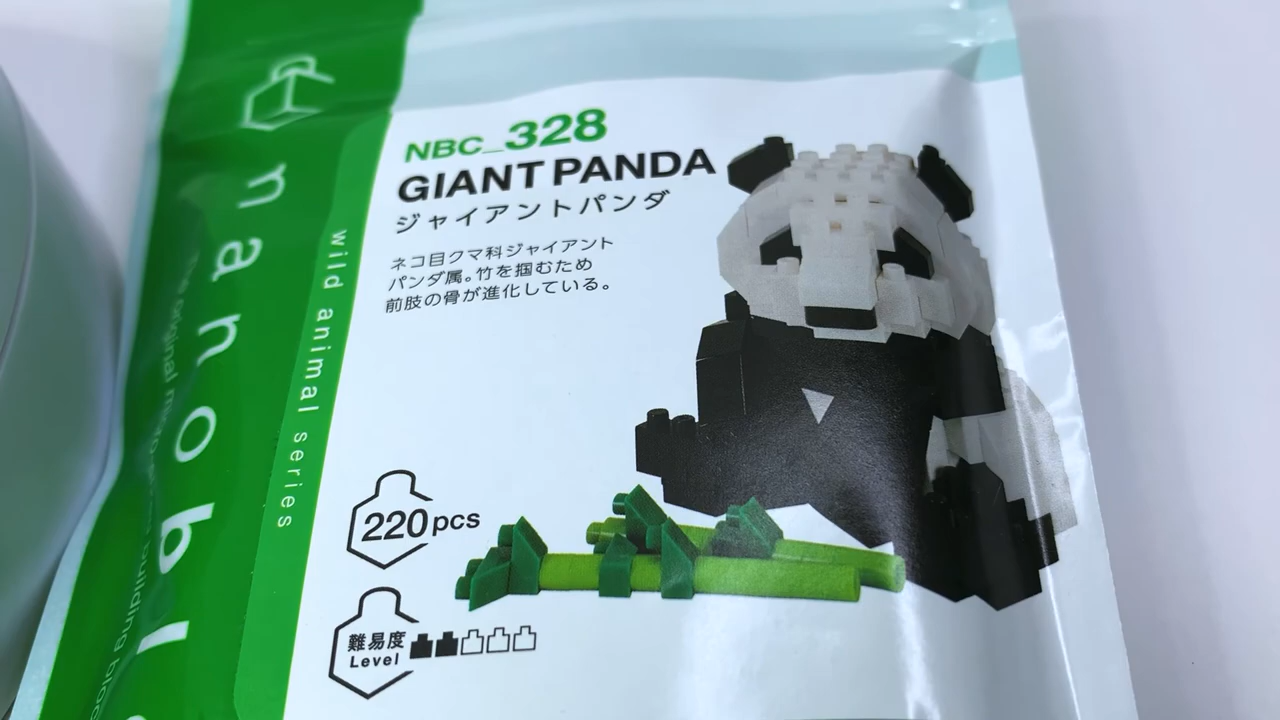 NBC_328
GIANT PANDA
ジャイアントパンダ
ネコ目クマ科ジャイアント
パンダ属。竹を掴むため
前肢の骨が進化している。
220pcs
難易度
Level
wild animal series
nanobl
building